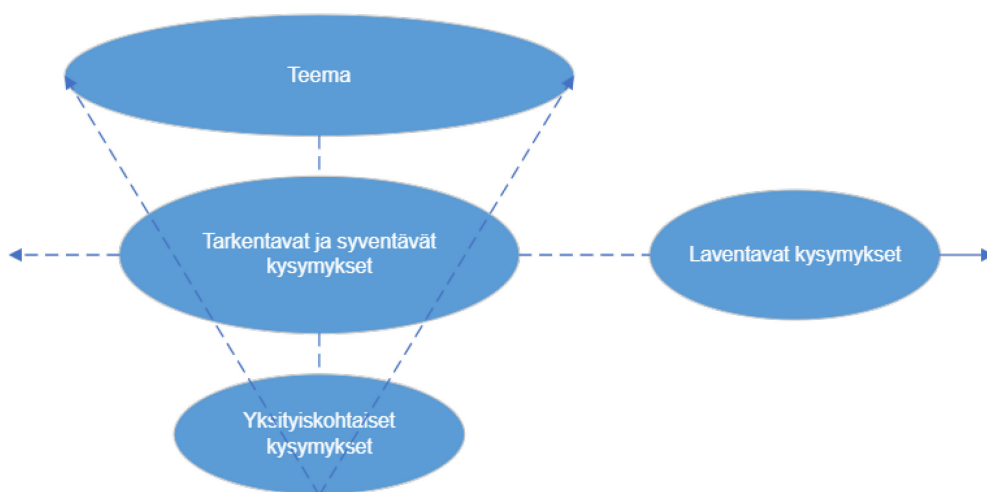 Teema
Tarkentavat ja syventävät
kysymykset
Laventavat kysymykset
Yksityiskohtaiset
kysymykset